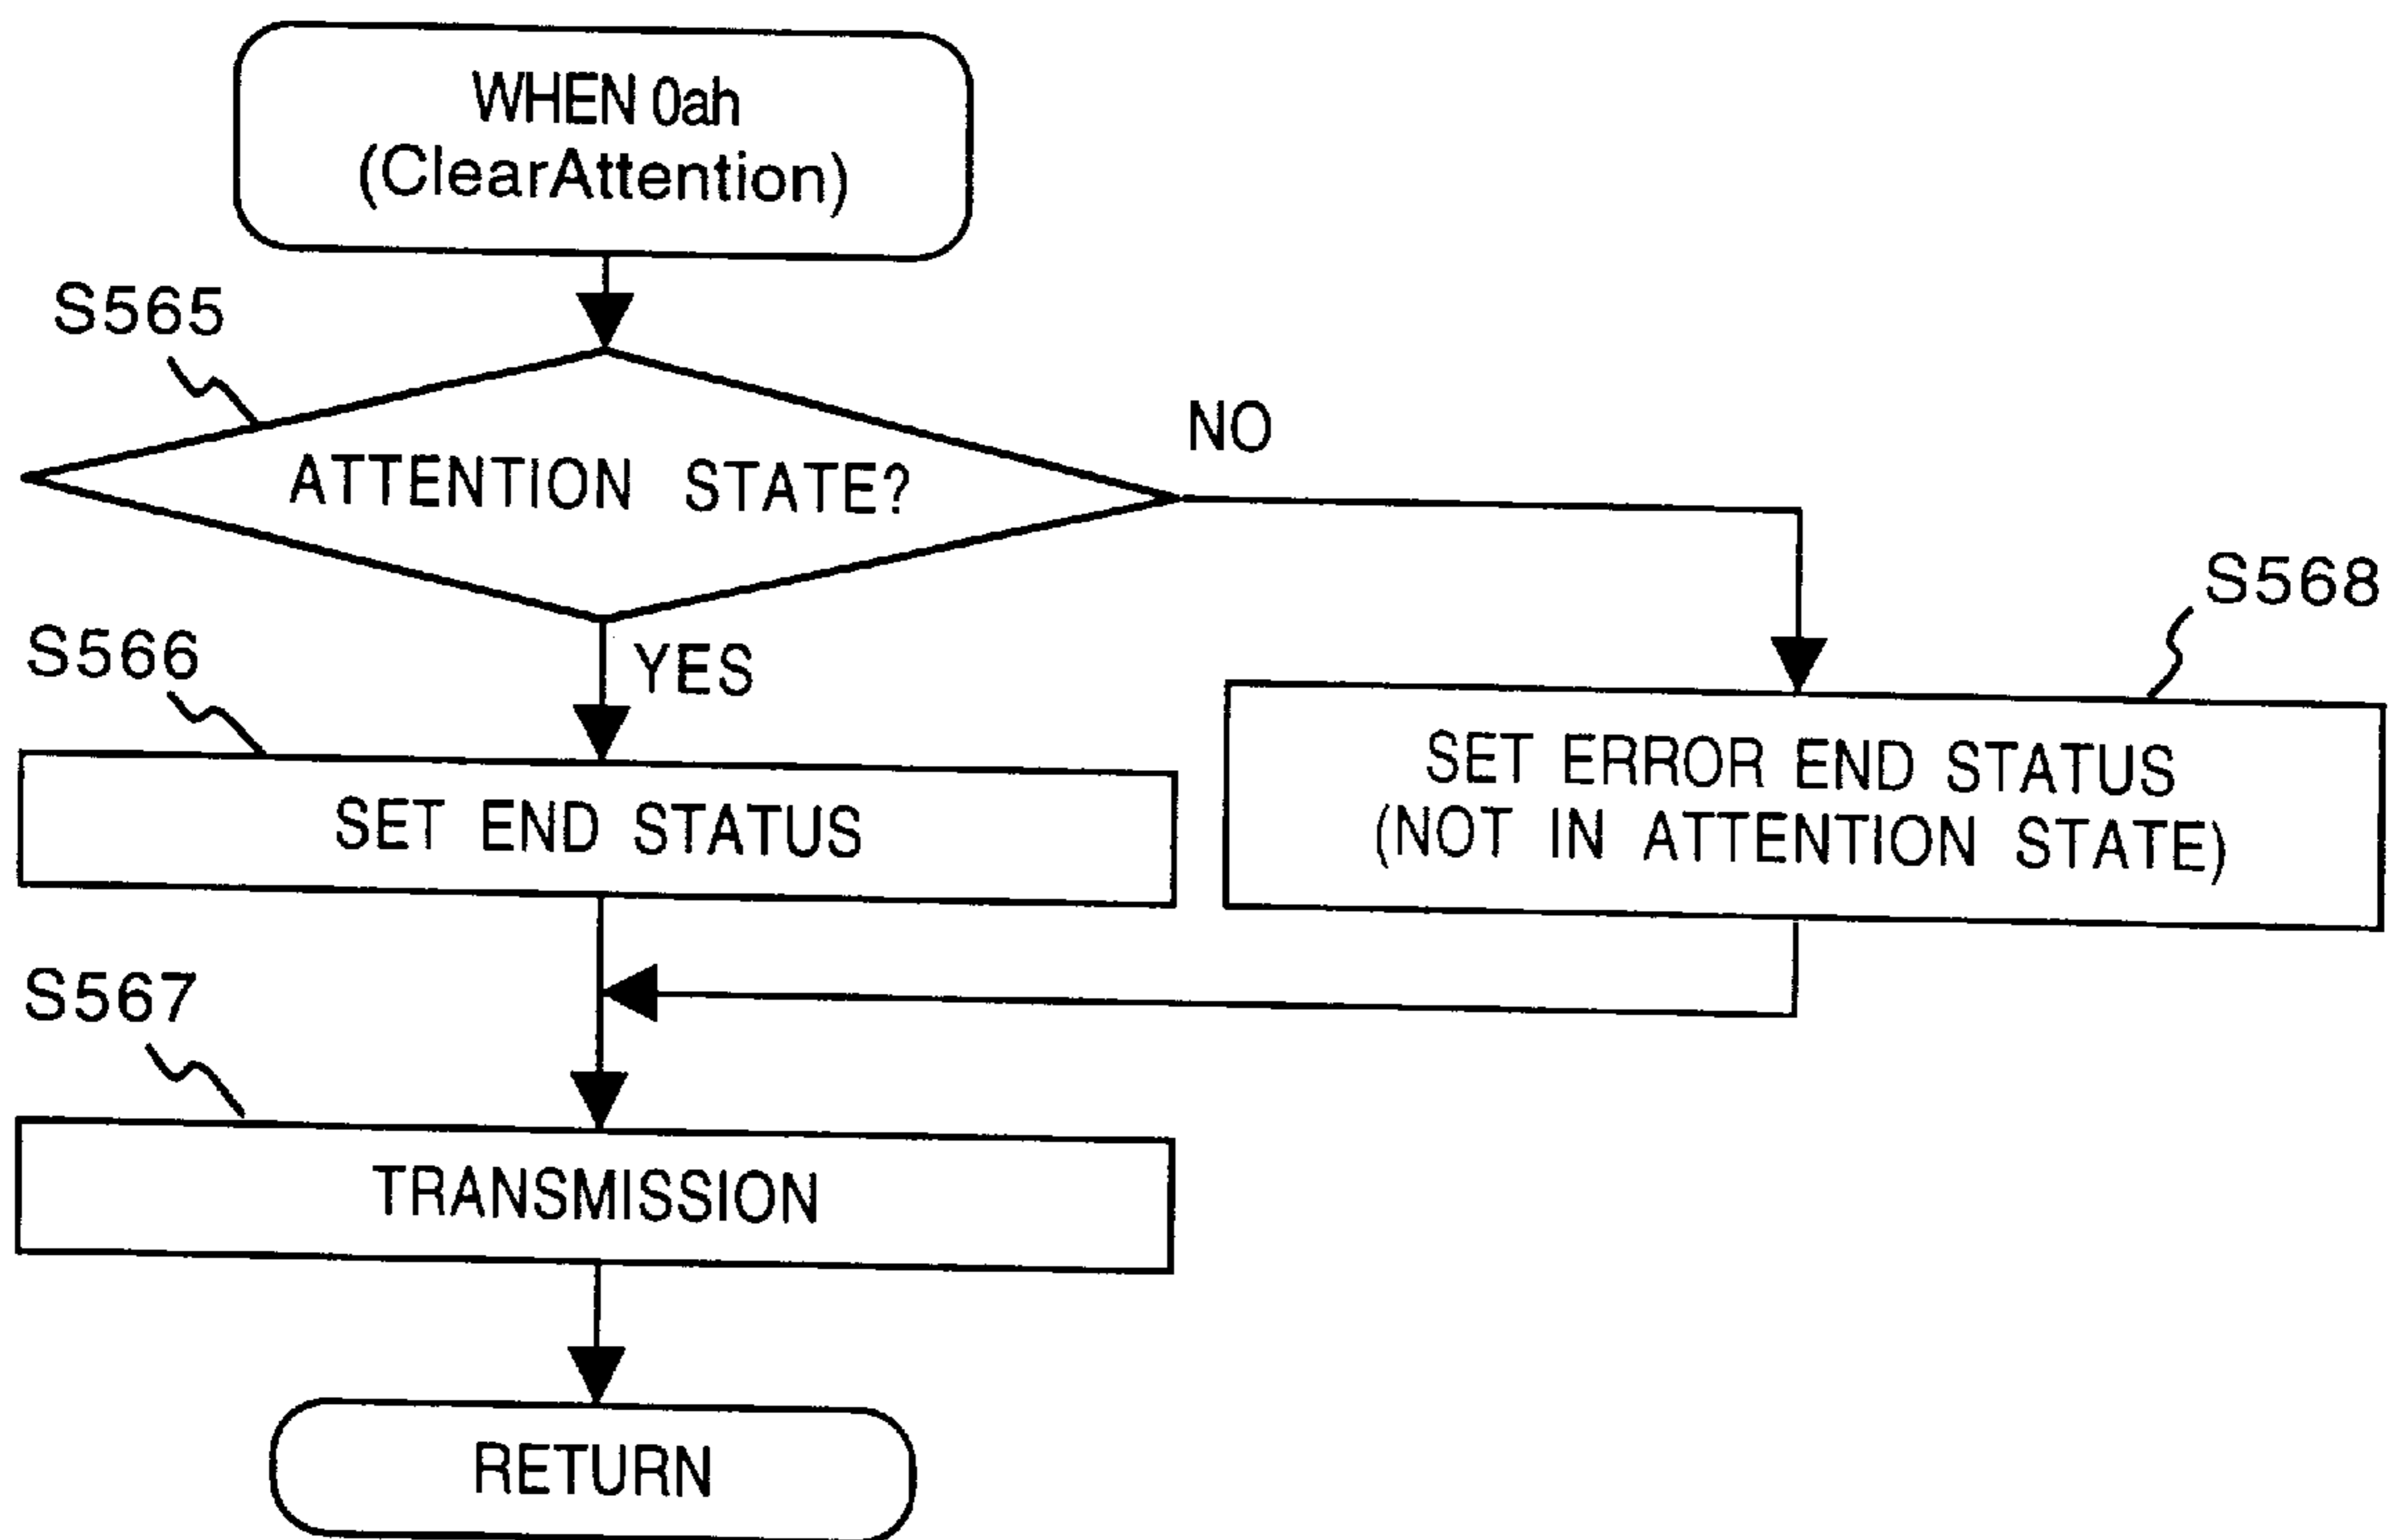 WHEN 0ah
(ClearAttention)
S565
ATTENTION STATE?
NO
S568
S566
YES
SET ERROR END STATUS
(NOT IN ATTENTION STATE)
SET END STATUS
S567
TRANSMISSION
RETURN